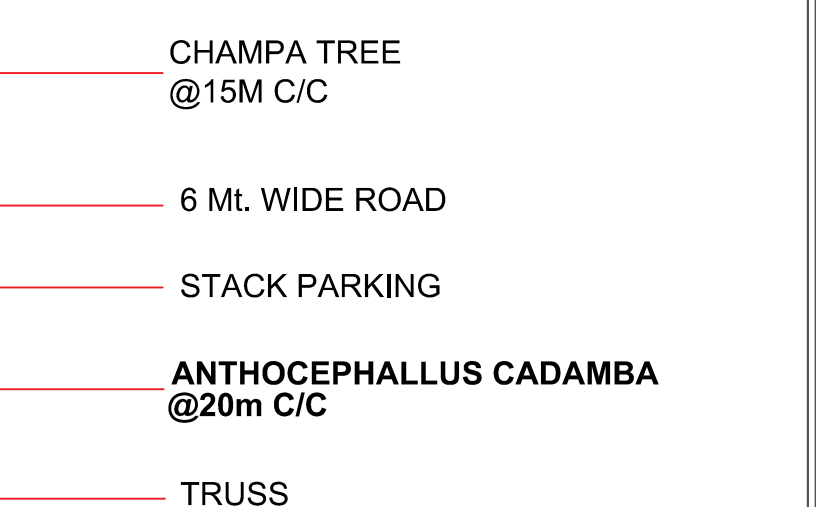 CHAMPA TREE
@15M C/C
6 Mt. WIDE ROAD
STACK PARKING
ANTHOCEPHALLUS CADAMBA
@20m C/C
TRUSS